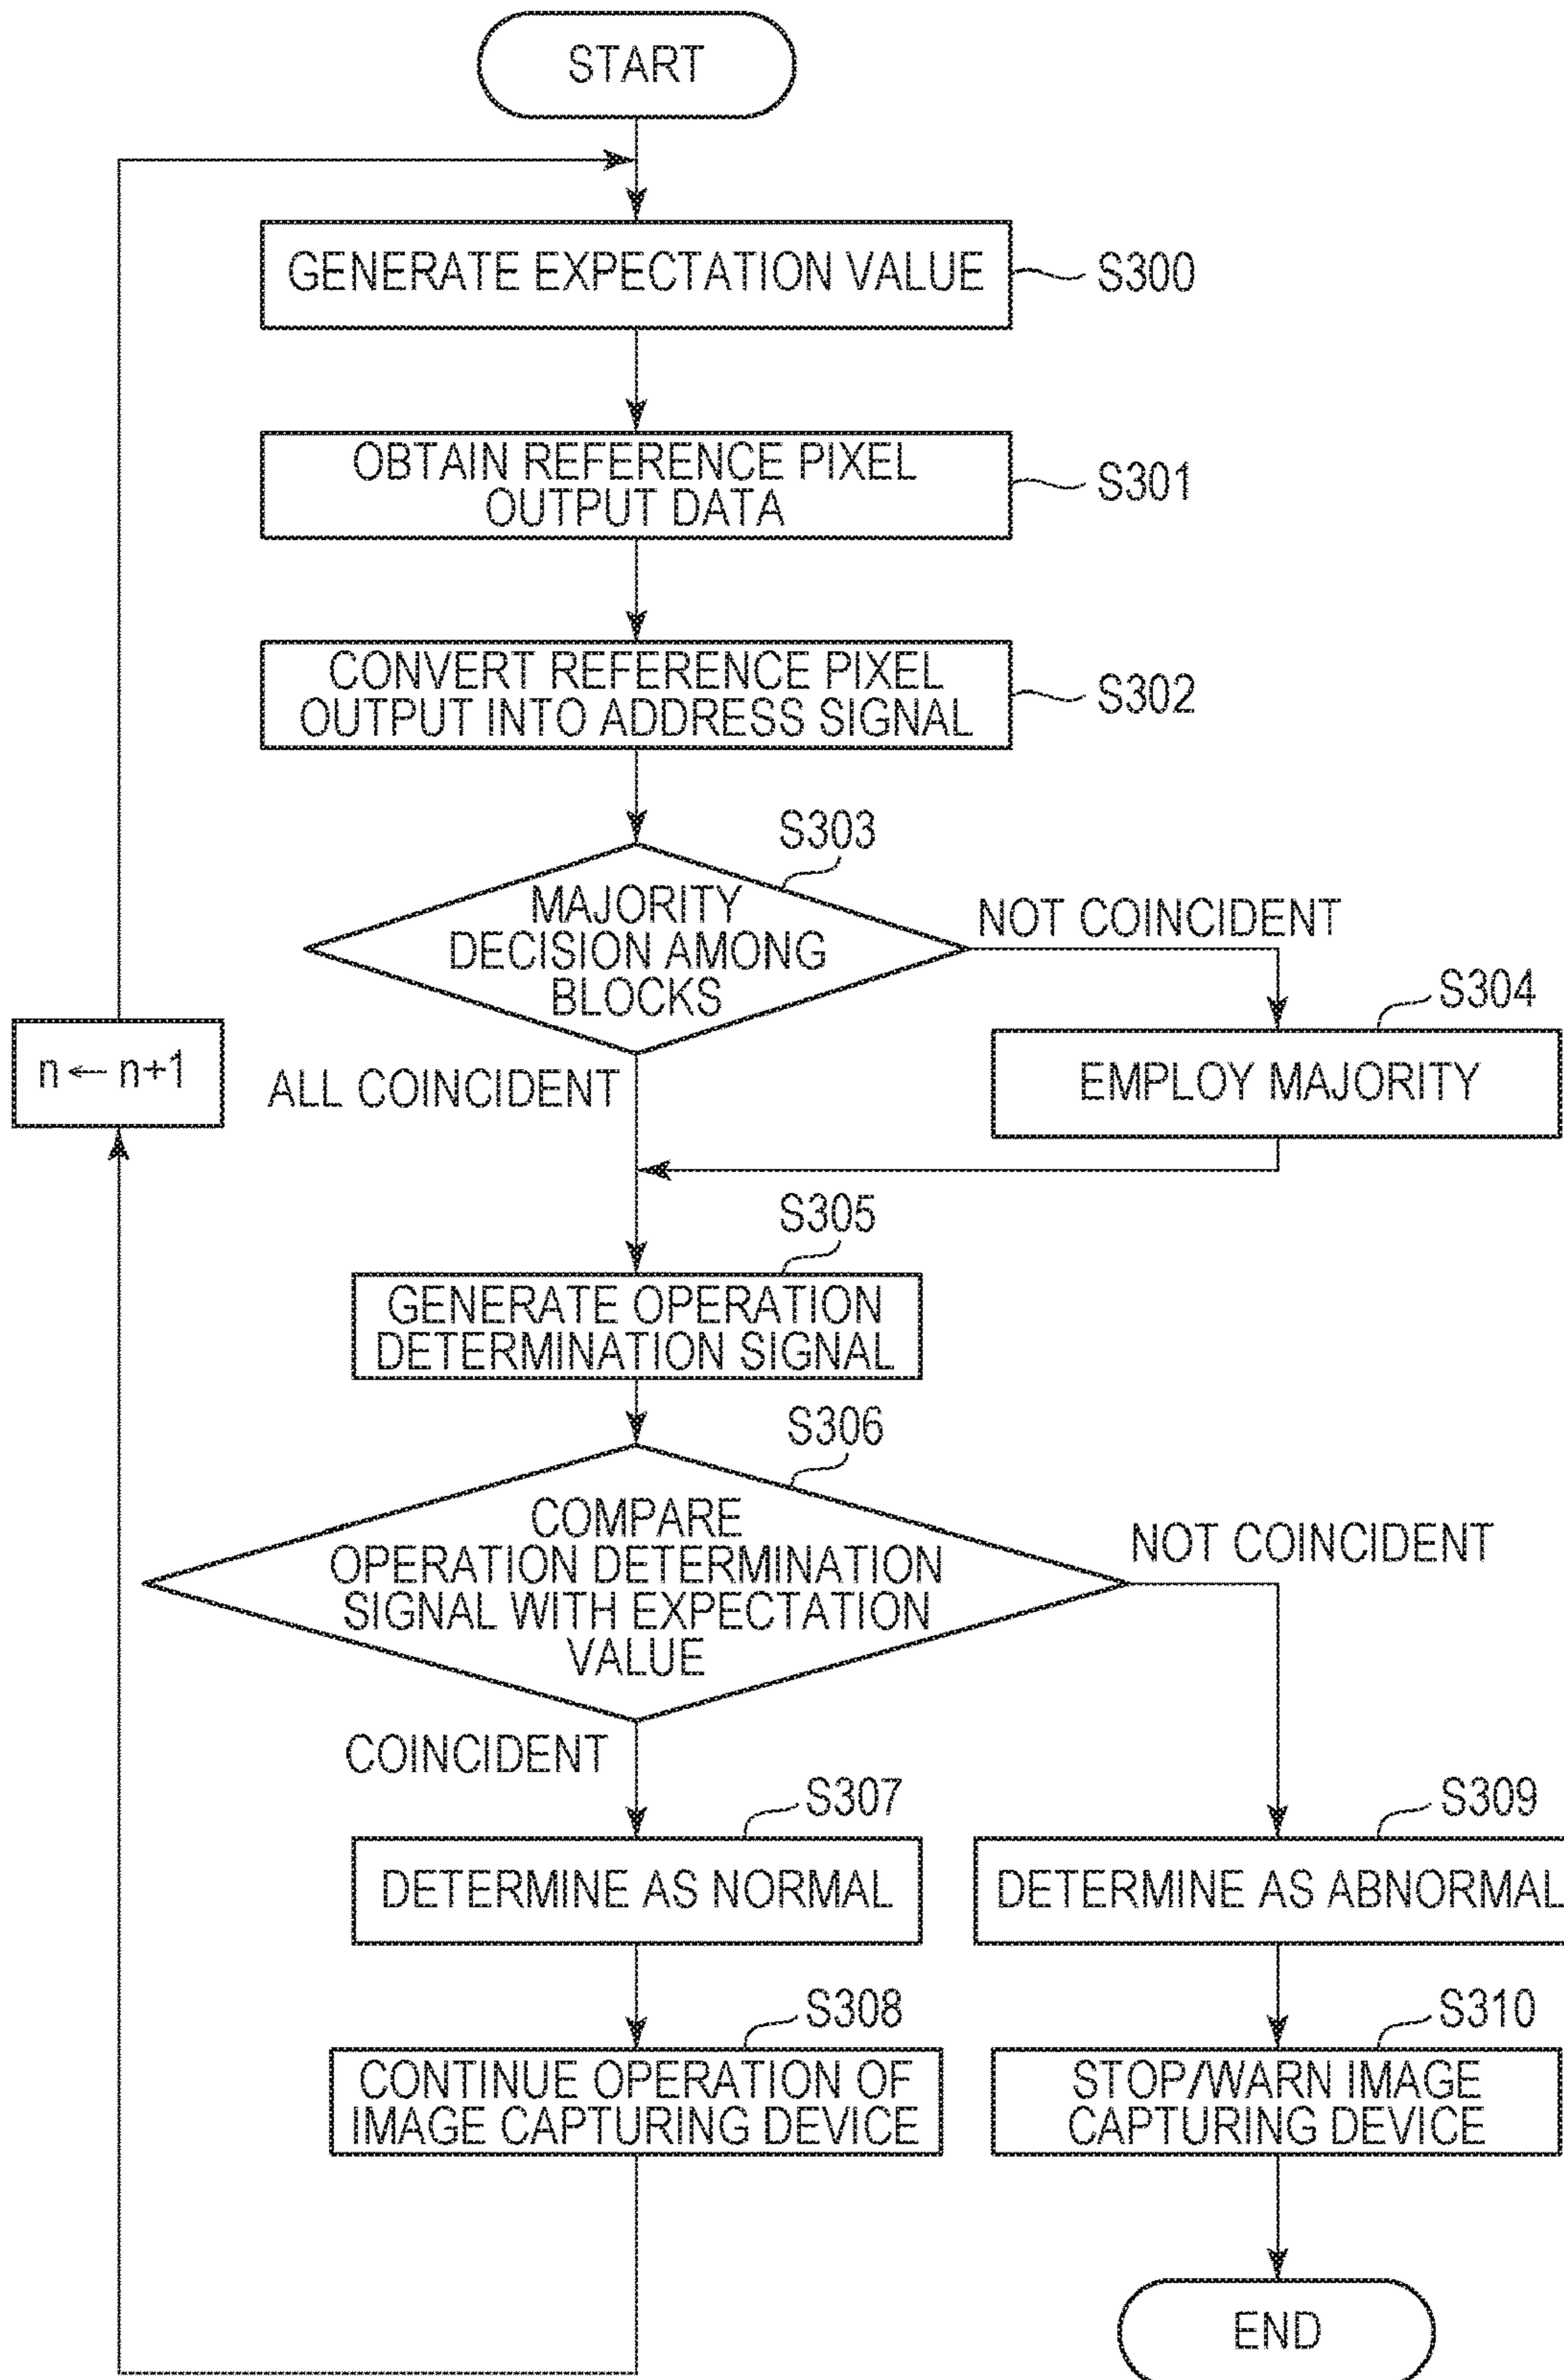 START
GENERATE EXPECTATION VALUE
S300
OBTAIN REFERENCE PIXEL
OUTPUT DATA
S301
CONVERT REFERENCE PIXEL
OUTPUT INTO ADDRESS SIGNAL
S302
S303
MAJORITY
DECISION AMONG
BLOCKS
NOT COINCIDENT
S304
EMPLOY MAJORITY
n ← n+1
ALL COINCIDENT
S305
GENERATE OPERATION
DETERMINATION SIGNAL
S306
COMPARE
OPERATION DETERMINATION
SIGNAL WITH EXPECTATION
VALUE
NOT COINCIDENT
COINCIDENT
S307
DETERMINE AS NORMAL
S309
DETERMINE AS ABNORMAL
S308
CONTINUE OPERATION OF
IMAGE CAPTURING DEVICE
S310
STOP/WARN IMAGE
CAPTURING DEVICE
END